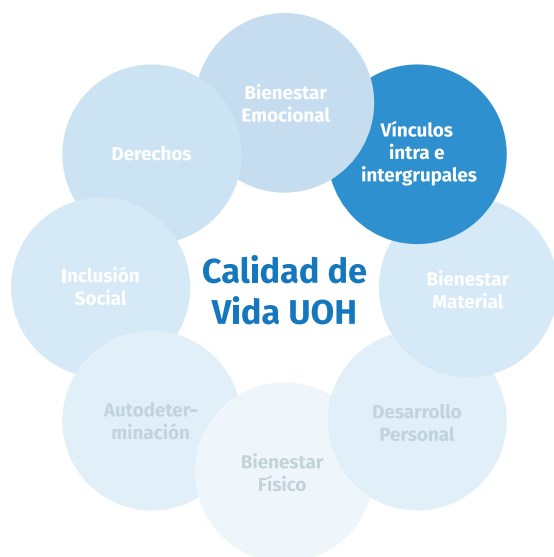 Bienestar
Emocional
Vínculos
intra e
intergrupales
Derechos
Calidad de
Vida UOH
Inclusión
Social
Bienestar
Material
Autodeter-
minación
Desarrollo
Personal
Bienestar
Físico